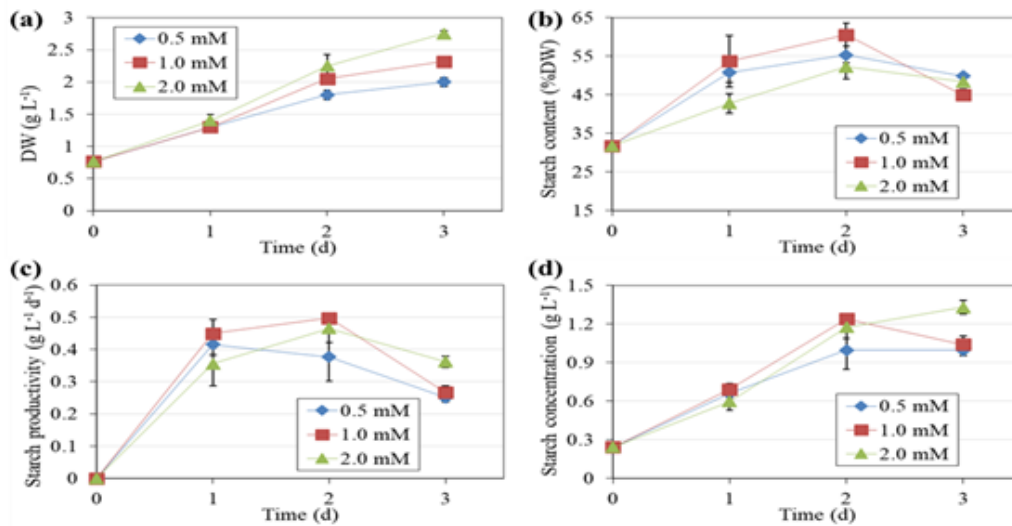 (a)
DW (g L⁻¹)
3
2.5
2
1.5
1
0.5
0
0 1 2 3
Time (d)
0.5 mM
1.0 mM
2.0 mM
(b)
Starch content (%DW)
65
55
45
35
25
15
0 1 2 3
Time (d)
0.5 mM
1.0 mM
2.0 mM
(c)
Starch productivity (g L⁻¹ d⁻¹)
0.6
0.5
0.4
0.3
0.2
0.1
0
0 1 2 3
Time (d)
0.5 mM
1.0 mM
2.0 mM
(d)
Starch concentration (g L⁻¹)
1.5
1.2
0.9
0.6
0.3
0
0 1 2 3
Time (d)
0.5 mM
1.0 mM
2.0 mM